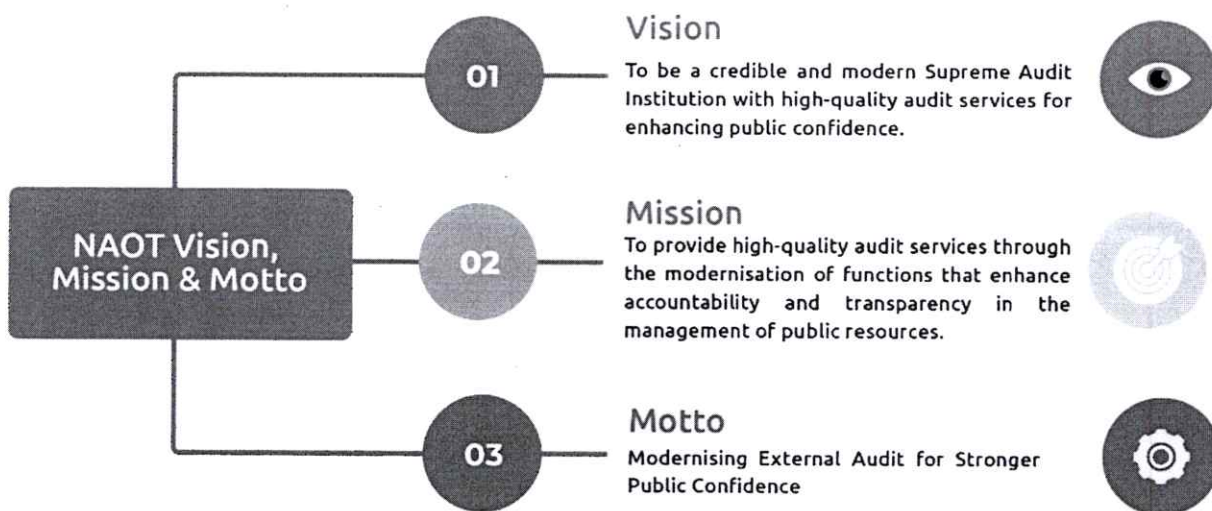 Vision
01
To be a credible and modern Supreme Audit
Institution with high-quality audit services for
enhancing public confidence.
NAOT Vision,
Mission & Motto
Mission
02
To provide high-quality audit services through
the modernisation of functions that enhance
accountability and transparency in the
management of public resources.
Motto
03
Modernising External Audit for Stronger
Public Confidence